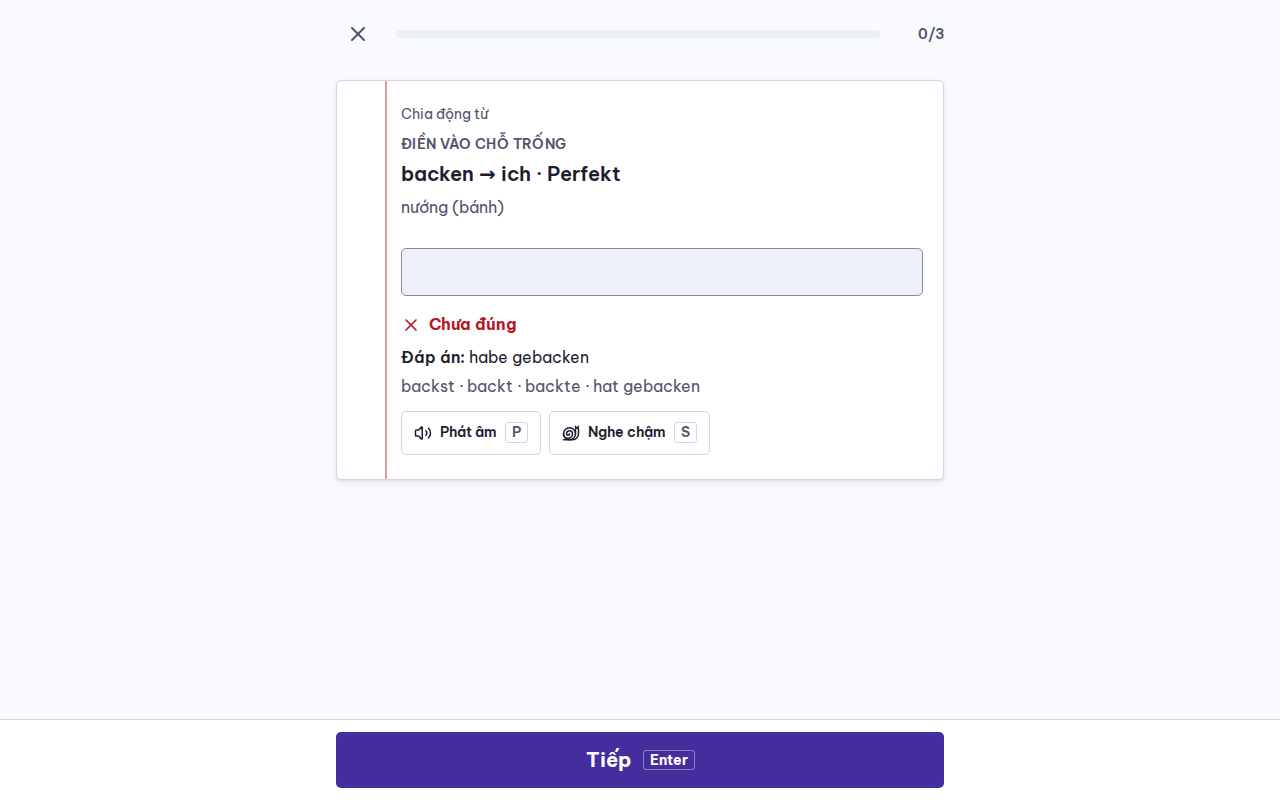 0/3
Chia động từ
ĐIỀN VÀO CHỖ TRỐNG
backen → ich · Perfekt
nướng (bánh)
Chưa đúng
Đáp án: habe gebacken
backst · backt · backte · hat gebacken
Phát âm P Nghe chậm S
Tiếp Enter